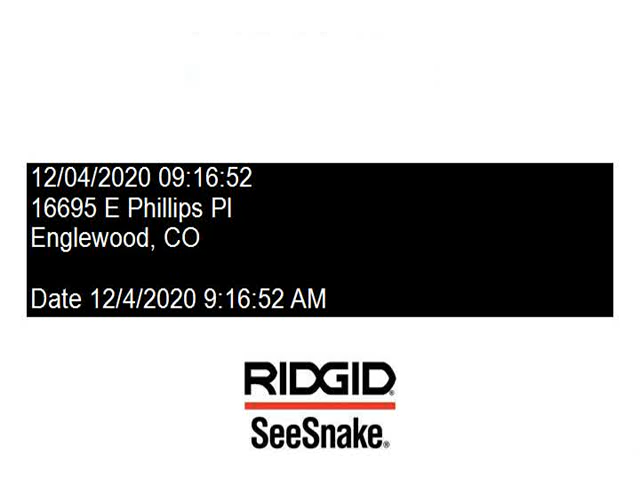 12/04/2020 09:16:52
16695 E Phillips Pl
Englewood, CO
Date 12/4/2020 9:16:52 AM
RIDGID®
SeeSnake®